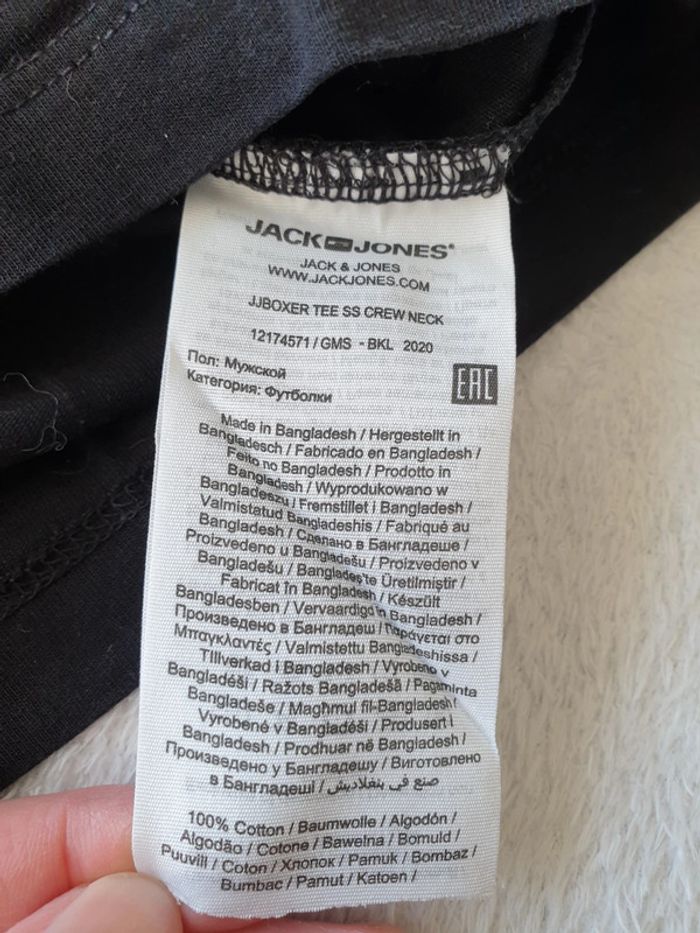 JACK JONES®
JACK & JONES
WWW.JACKJONES.COM
JJBOXER TEE SS CREW NECK
12174571 / GMS - BKL 2020
Пол: Мужской
Категория: Футболки
EAC
Made in Bangladesh / Hergestellt in
Bangladesch / Fabricado en Bangladesh /
Feito no Bangladesh / Prodotto in
Bangladesh / Wyprodukowano w
Bangladeszu / Fremstillet i Bangladesh /
Valmistatud Bangladeshis / Fabriqué au
Bangladesh / Сделано в Бангладеше /
Proizvedeno u Bangladešu / Proizvedeno v
Bangladešu / Bangladeş'te Üretilmiştir /
Fabricat în Bangladesh / Készült
Bangladesben / Vervaardigd in Bangladesh /
Произведено в Бангладеш / Παράγεται στο
Μπαγκλαντές / Valmistettu Bangladeshissa /
Tillverkad i Bangladesh / Vyrobeno v
Bangladéši / Ražots Bangladešā / Pagaminta
Bangladeše / Magħmul fil-Bangladesh /
Vyrobené v Bangladéši / Produsert i
Bangladesh / Prodhuar në Bangladesh /
Произведено у Бангладешу / Виготовлено
в Бангладеші / صنع في بنغلاديش /
100% Cotton / Baumwolle / Algodón /
Algodão / Cotone / Bawełna / Bomuld /
Puuvill / Coton / Хлопок / Pamuk / Bombaž /
Bumbac / Pamut / Katoen /